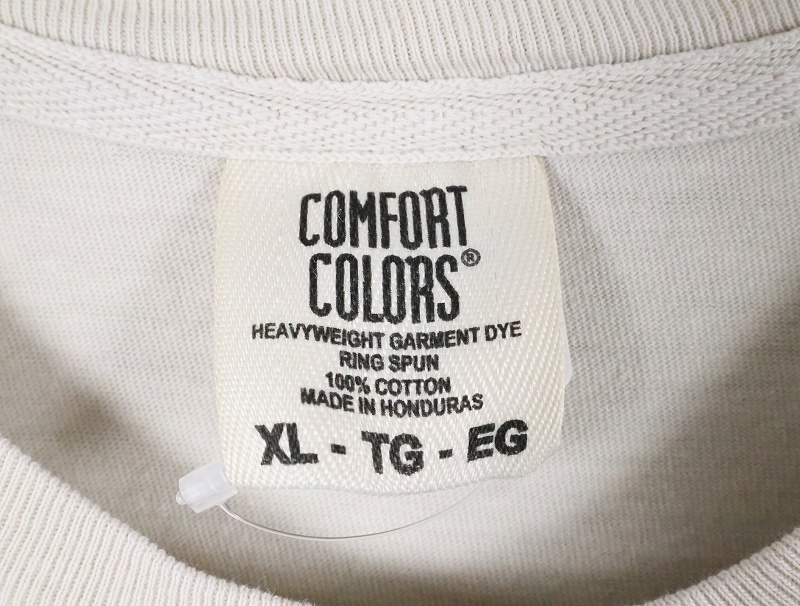 COMFORT
COLORS®
HEAVYWEIGHT GARMENT DYE
RING SPUN
100% COTTON
MADE IN HONDURAS
XL - TG - EG